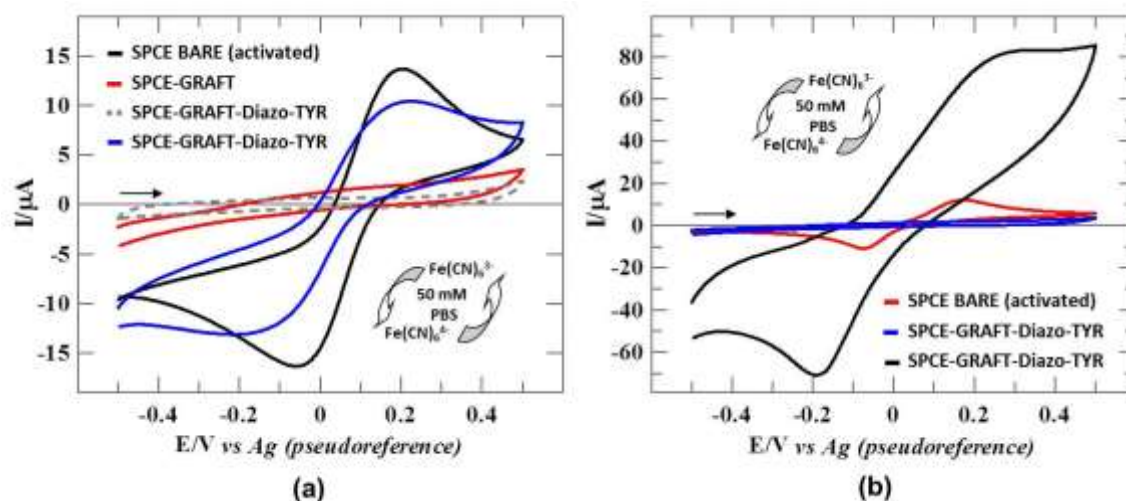 15
10
5
0
-5
-10
-15
I/µA
SPCE BARE (activated)
SPCE-GRAFT
SPCE-GRAFT-Diazo-TYR
SPCE-GRAFT-Diazo-TYR
Fe(CN)₆³⁻
50 mM
PBS
Fe(CN)₆⁴⁻
-0.4
-0.2
0
0.2
0.4
E/V vs Ag (pseudoreference)
(a)
80
60
40
20
0
-20
-40
-60
I/µA
Fe(CN)₆³⁻
50 mM
PBS
Fe(CN)₆⁴⁻
SPCE BARE (activated)
SPCE-GRAFT-Diazo-TYR
SPCE-GRAFT-Diazo-TYR
-0.4
-0.2
0
0.2
0.4
E/V vs Ag (pseudoreference)
(b)